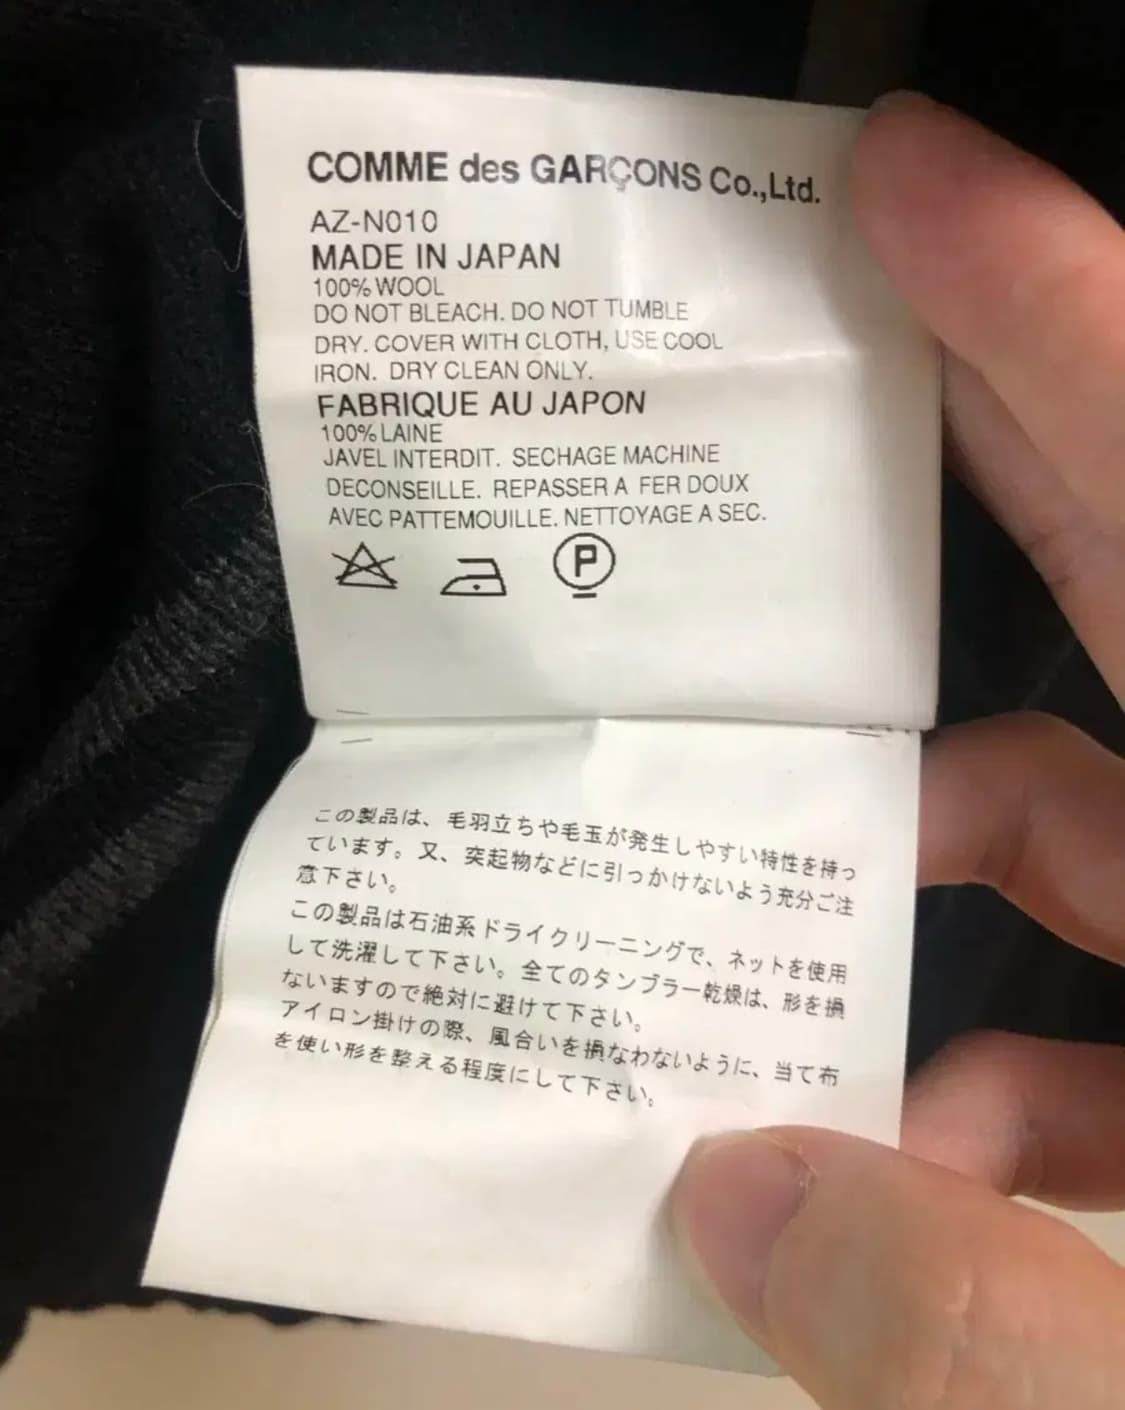 COMME des GARÇONS Co.,Ltd.
AZ-N010
MADE IN JAPAN
100% WOOL
DO NOT BLEACH. DO NOT TUMBLE
DRY. COVER WITH CLOTH, USE COOL
IRON. DRY CLEAN ONLY.
FABRIQUE AU JAPON
100% LAINE
JAVEL INTERDIT. SECHAGE MACHINE
DECONSEILLE. REPASSER A FER DOUX
AVEC PATTEMOUILLE. NETTOYAGE A SEC.
P
この製品は、毛羽立ちや毛玉が発生しやすい特性を持っ
ています。又、突起物などに引っかけないよう充分ご注
意下さい。
この製品は石油系ドライクリーニングで、ネットを使用
して洗濯して下さい。全てのタンブラー乾燥は、形を損
ないますので絶対に避けて下さい。
アイロン掛けの際、風合いを損なわないように、当て布
を使い形を整える程度にして下さい。